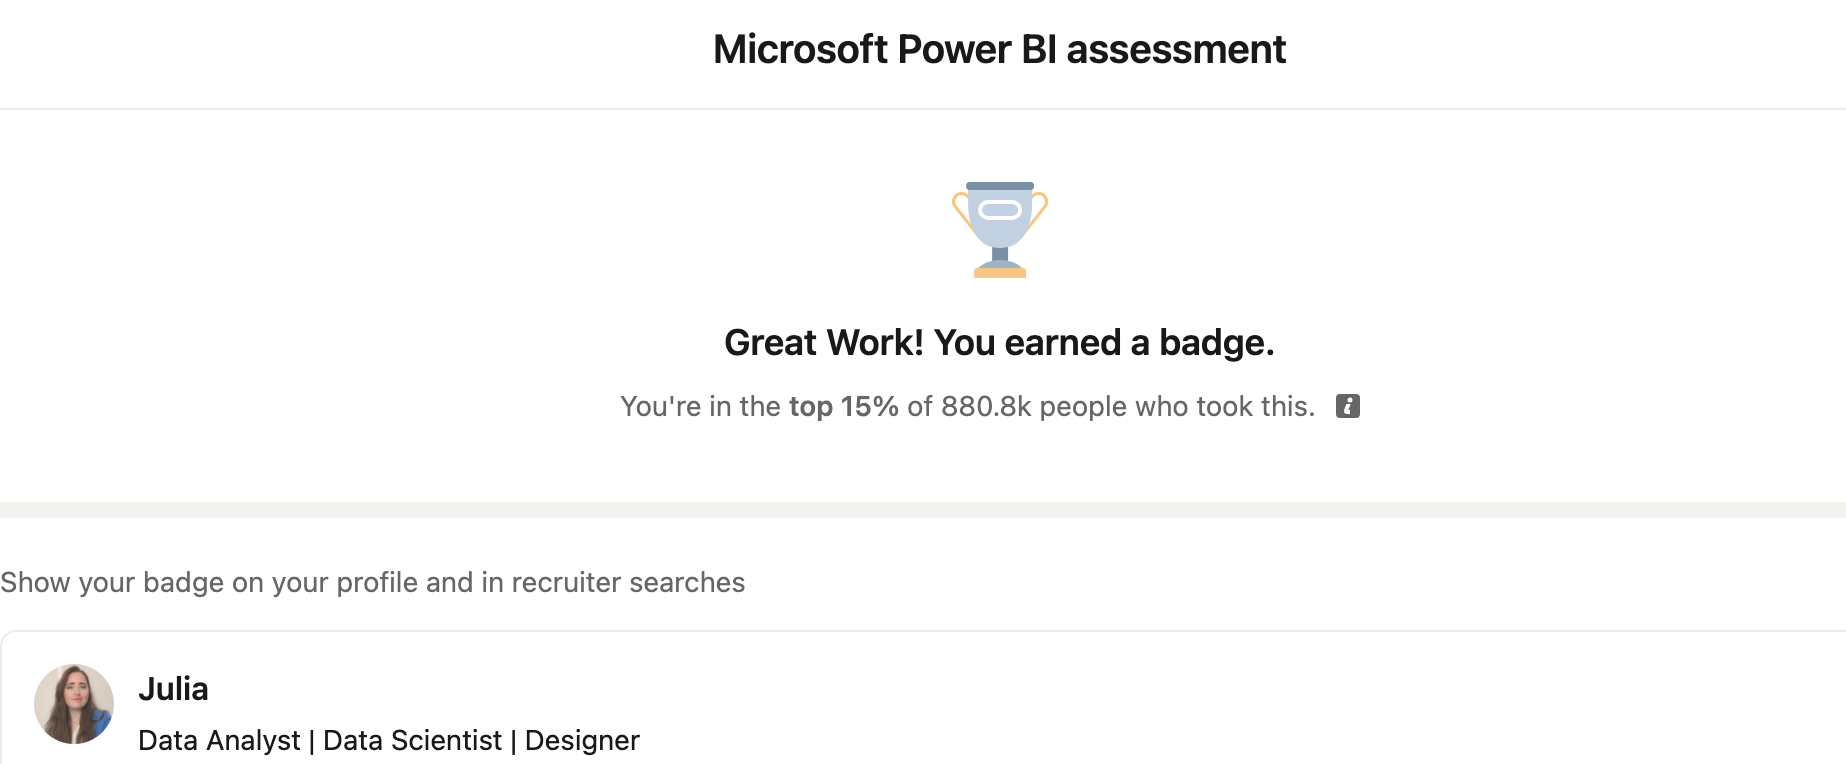 Microsoft Power BI assessment
Great Work! You earned a badge.
You're in the top 15% of 880.8k people who took this. i
Show your badge on your profile and in recruiter searches
Julia
Data Analyst | Data Scientist | Designer